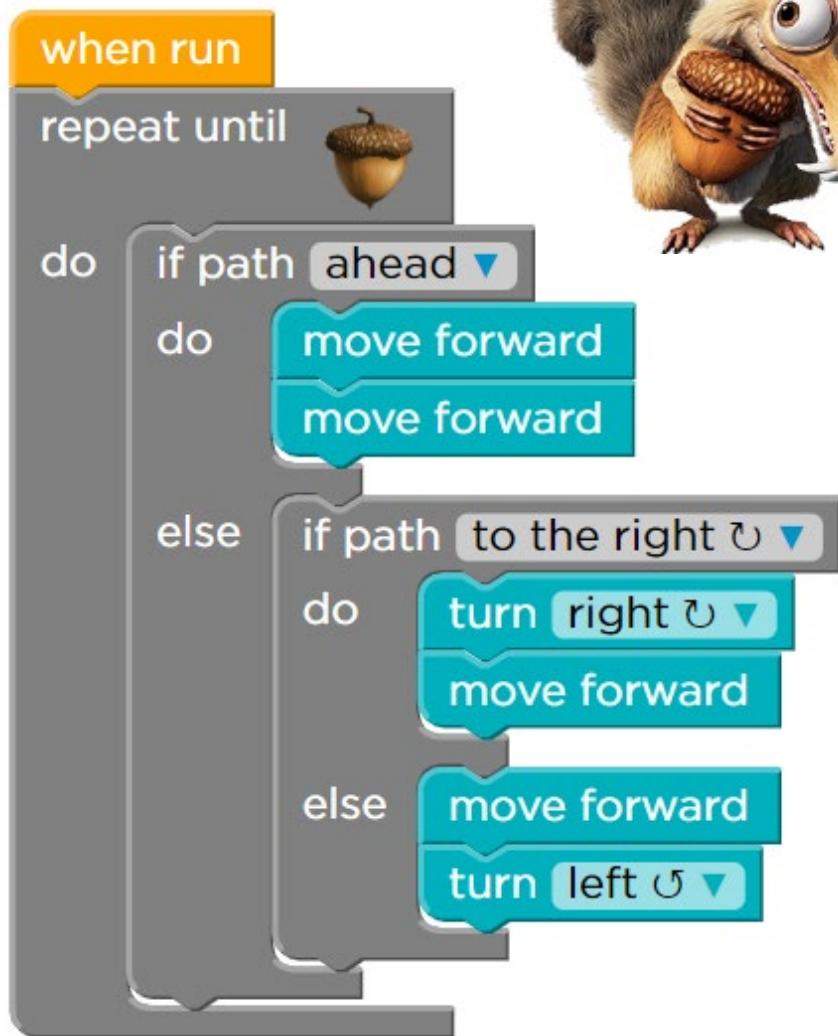 when run
repeat until
do if path ahead ▼
do move forward
move forward
else if path to the right ↻ ▼
do turn right ↻ ▼
move forward
else move forward
turn left ↺ ▼